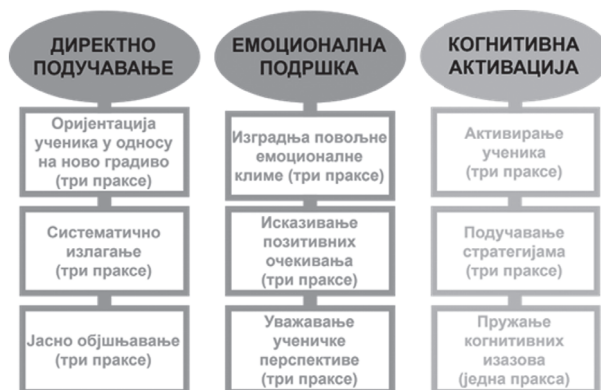 ДИРЕКТНО
ПОДУЧАВАЊЕ
Оријентација
ученика у односу
на ново градиво
(три праксе)
Систематично
излагање
(три праксе)
Јасно објшњавање
(три праксе)
ЕМОЦИОНАЛНА
ПОДРШКА
Изградња повољне
емоционалне
климе (три праксе)
Исказивање
позитивних
очекивања
(три праксе)
Уважавање
ученичке
перспективе
(три праксе)
КОГНИТИВНА
АКТИВАЦИЈА
Активирање
ученика
(три праксе)
Подучавање
стратегијама
(три праксе)
Пружање
когнитивних
изазова
(једна пракса)